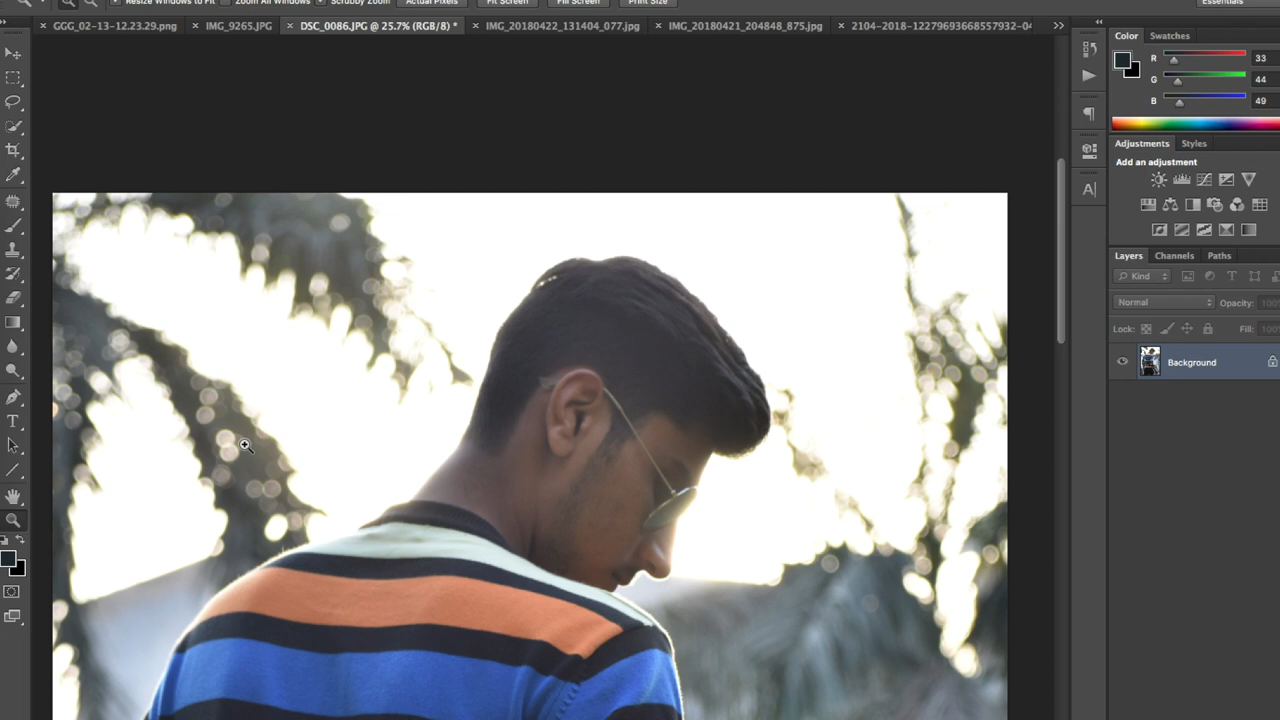 Resize Windows to Fit Zoom All Windows Scrubby Zoom Actual Pixels Fit Screen Fill Screen Print Size Essentials
GGG_02-13-12.23.29.png IMG_9265.JPG DSC_0086.JPG @ 25.7% (RGB/8) * IMG_20180422_131404_077.jpg IMG_20180421_204848_875.jpg 2104-2018-12279693668557932-04
Color Swatches
R 33
G 44
B 49
Adjustments Styles
Add an adjustment
Layers Channels Paths
Kind
Normal Opacity: 100
Lock: Fill: 100
Background